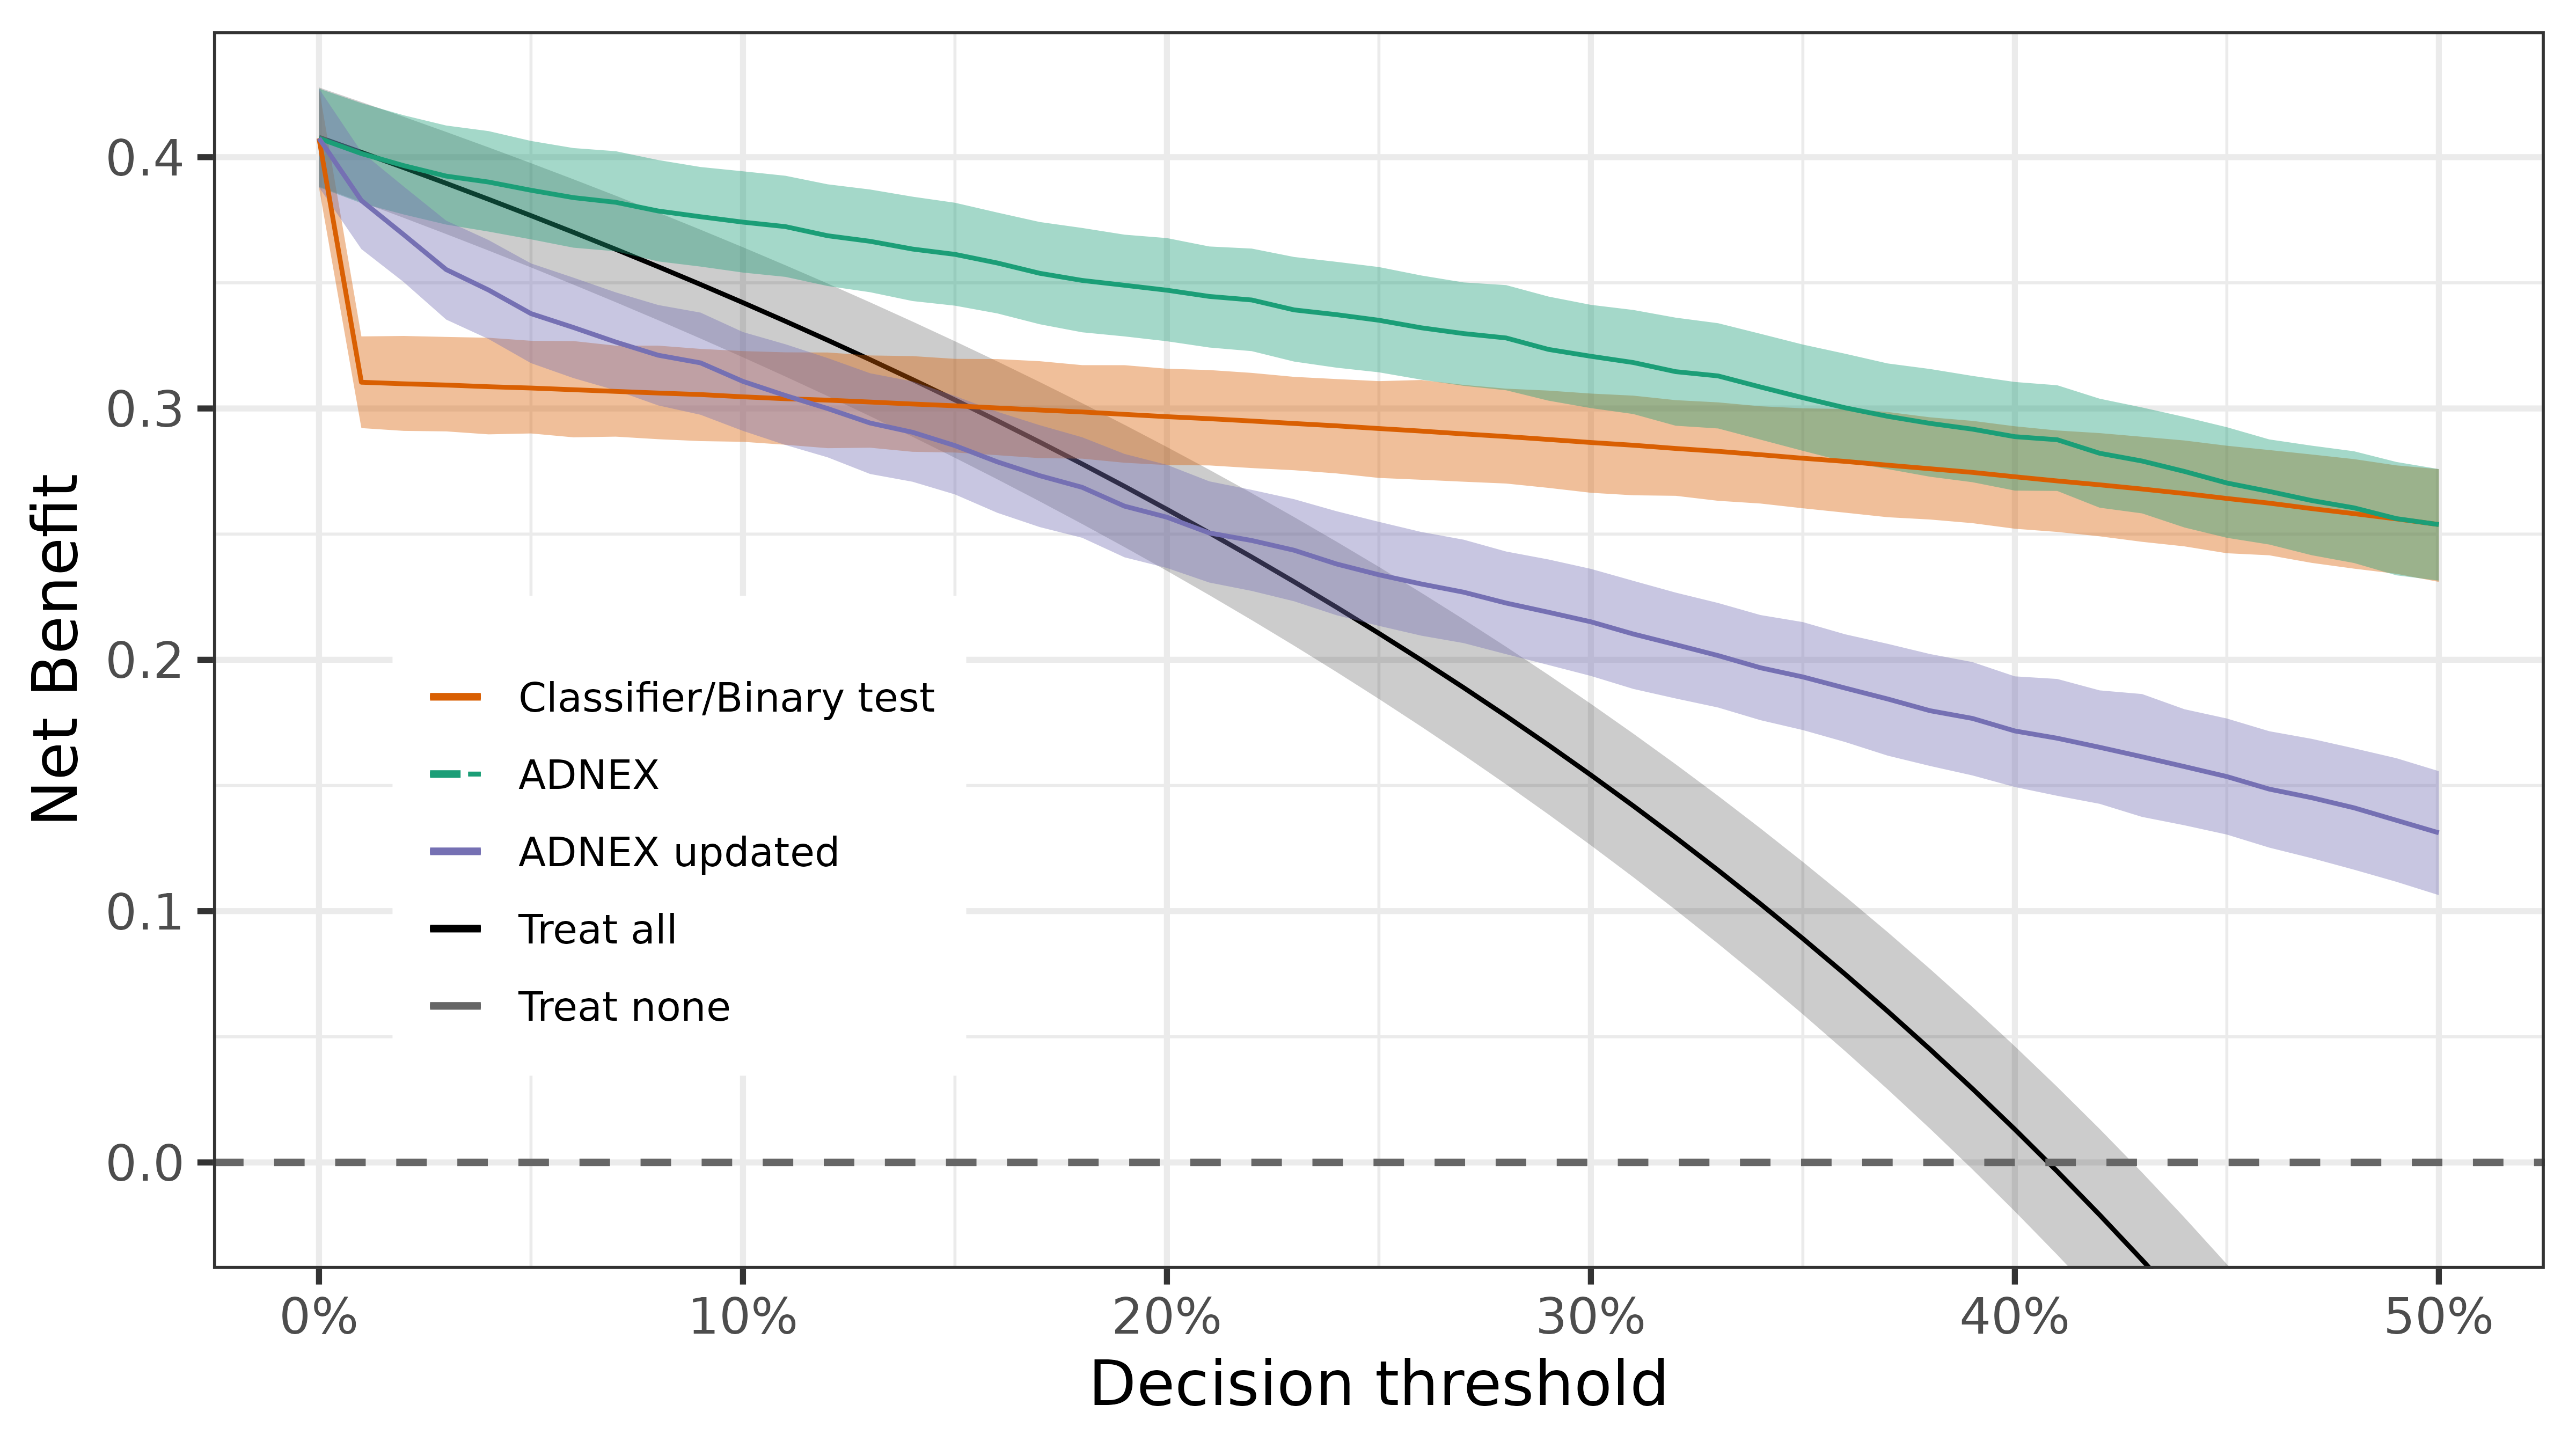 Net Benefit
0.4
0.3
0.2
0.1
0.0
Classifier/Binary test
ADNEX
ADNEX updated
Treat all
Treat none
0%
10%
20%
30%
40%
50%
Decision threshold